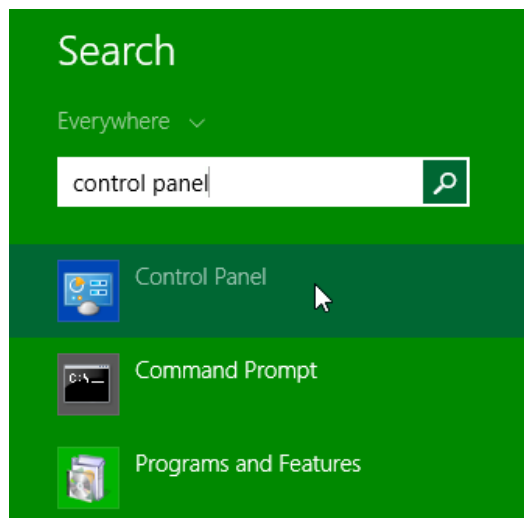 Search
Everywhere
control panel
Control Panel
C:\_
Command Prompt
Programs and Features